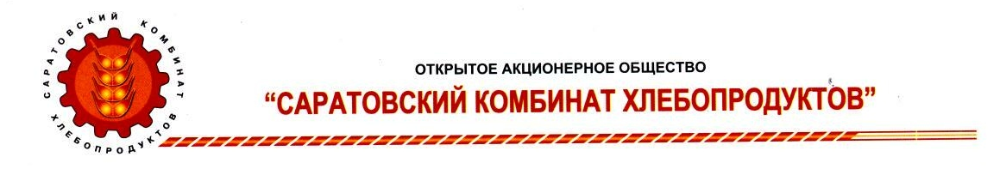 САРАТОВСКИЙ КОМБИНАТ ХЛЕБОПРОДУКТОВ
ОТКРЫТОЕ АКЦИОНЕРНОЕ ОБЩЕСТВО
“САРАТОВСКИЙ КОМБИНАТ ХЛЕБОПРОДУКТОВ”